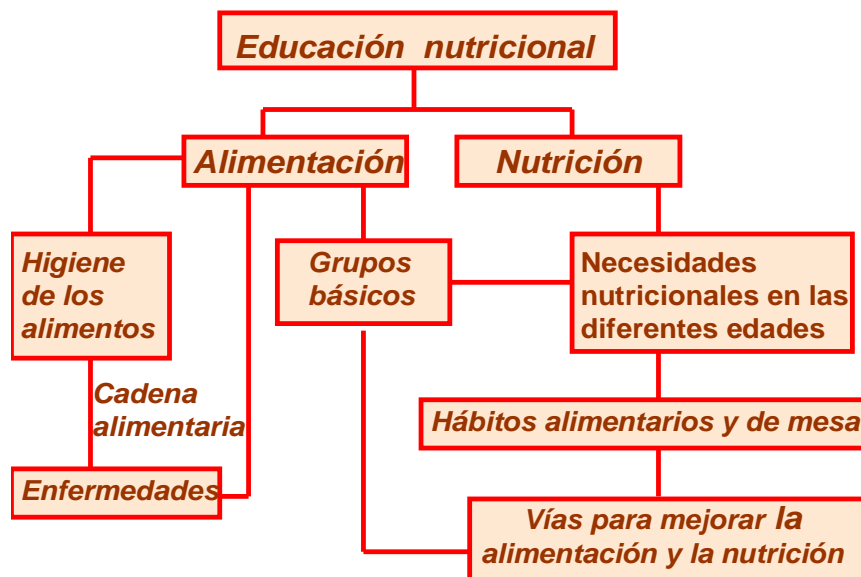 Educación nutricional
Alimentación
Nutrición
Higiene
de los
alimentos
Grupos
básicos
Necesidades
nutricionales en las
diferentes edades
Cadena
alimentaria
Hábitos alimentarios y de mesa
Enfermedades
Vías para mejorar la
alimentación y la nutrición